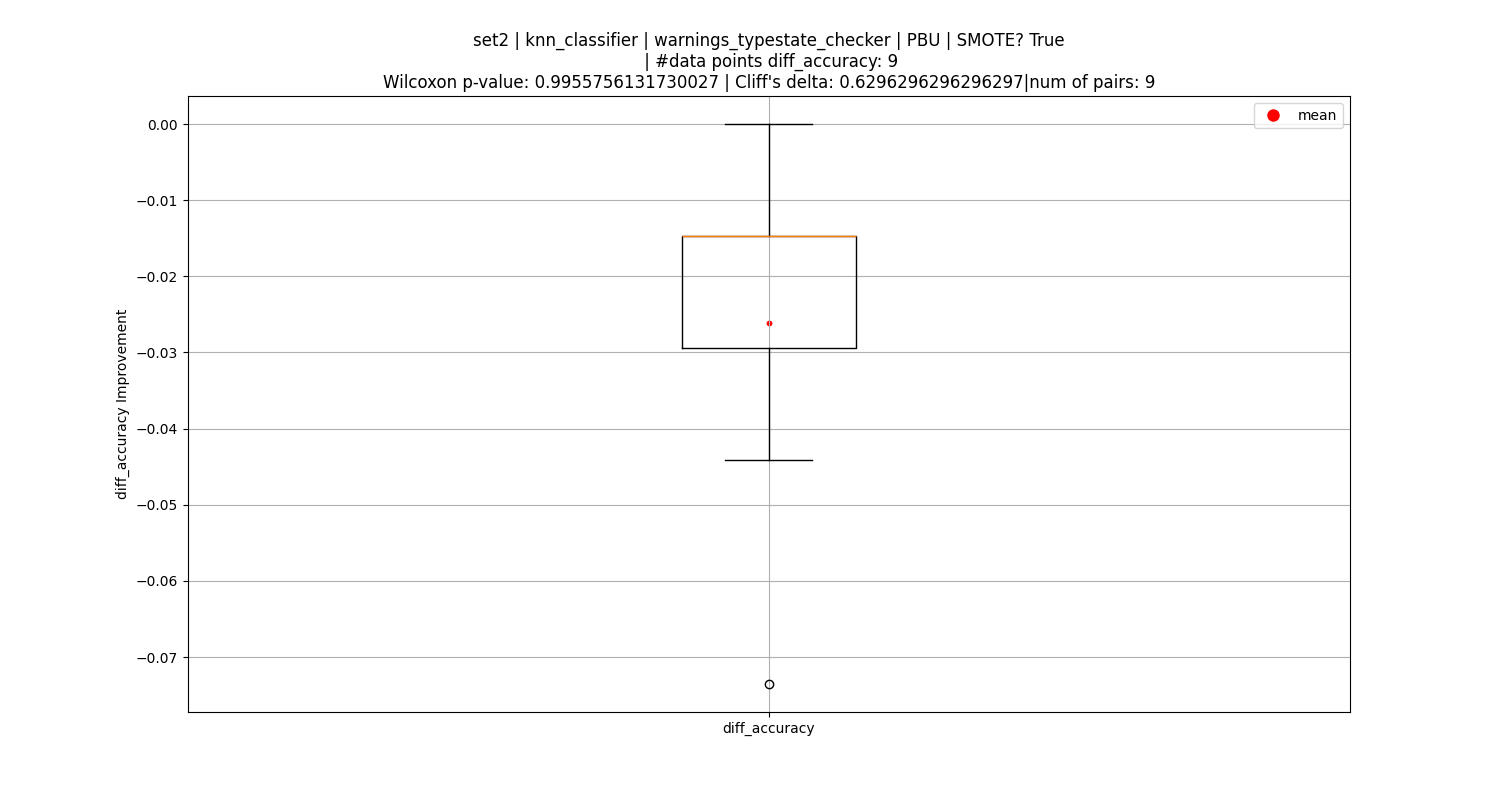 set2 | knn_classifier | warnings_typestate_checker | PBU | SMOTE? True
| #data points diff_accuracy: 9
Wilcoxon p-value: 0.9955756131730027 | Cliff's delta: 0.6296296296296297|num of pairs: 9
mean
0.00
−0.01
−0.02
−0.03
−0.04
−0.05
−0.06
−0.07
diff_accuracy Improvement
diff_accuracy